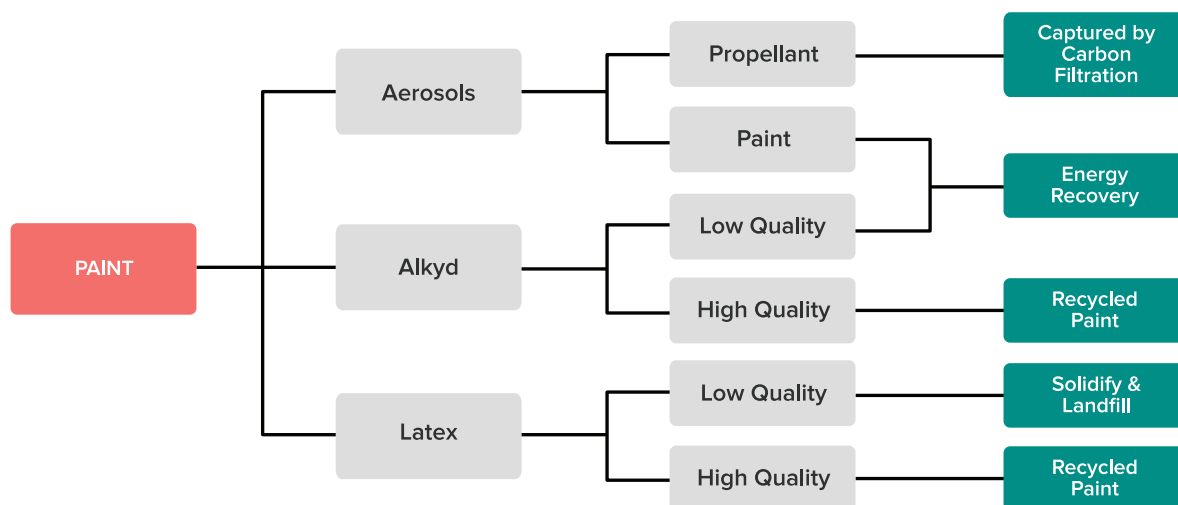 PAINT
Aerosols
Propellant
Captured by
Carbon
Filtration
Paint
Energy
Recovery
Alkyd
Low Quality
High Quality
Recycled
Paint
Latex
Low Quality
Solidify &
Landfill
High Quality
Recycled
Paint